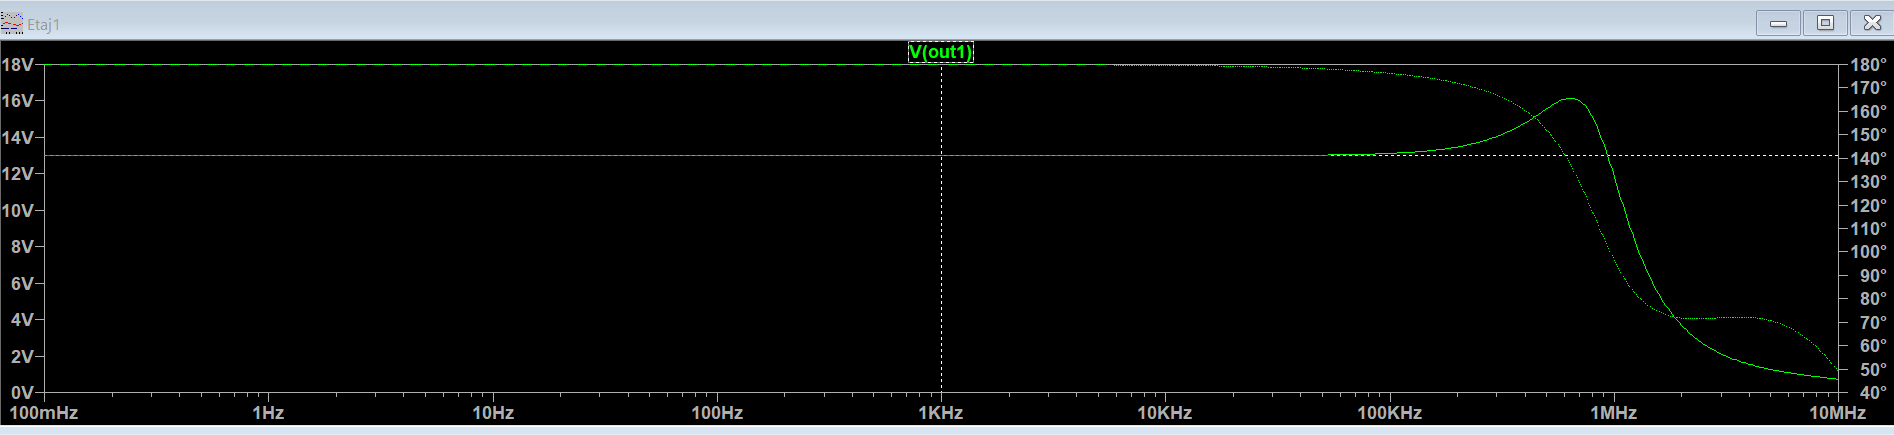 Etaj1
V(out1)
18V
16V
14V
12V
10V
8V
6V
4V
2V
0V
180°
170°
160°
150°
140°
130°
120°
110°
100°
90°
80°
70°
60°
50°
40°
100mHz 1Hz 10Hz 100Hz 1KHz 10KHz 100KHz 1MHz 10MHz